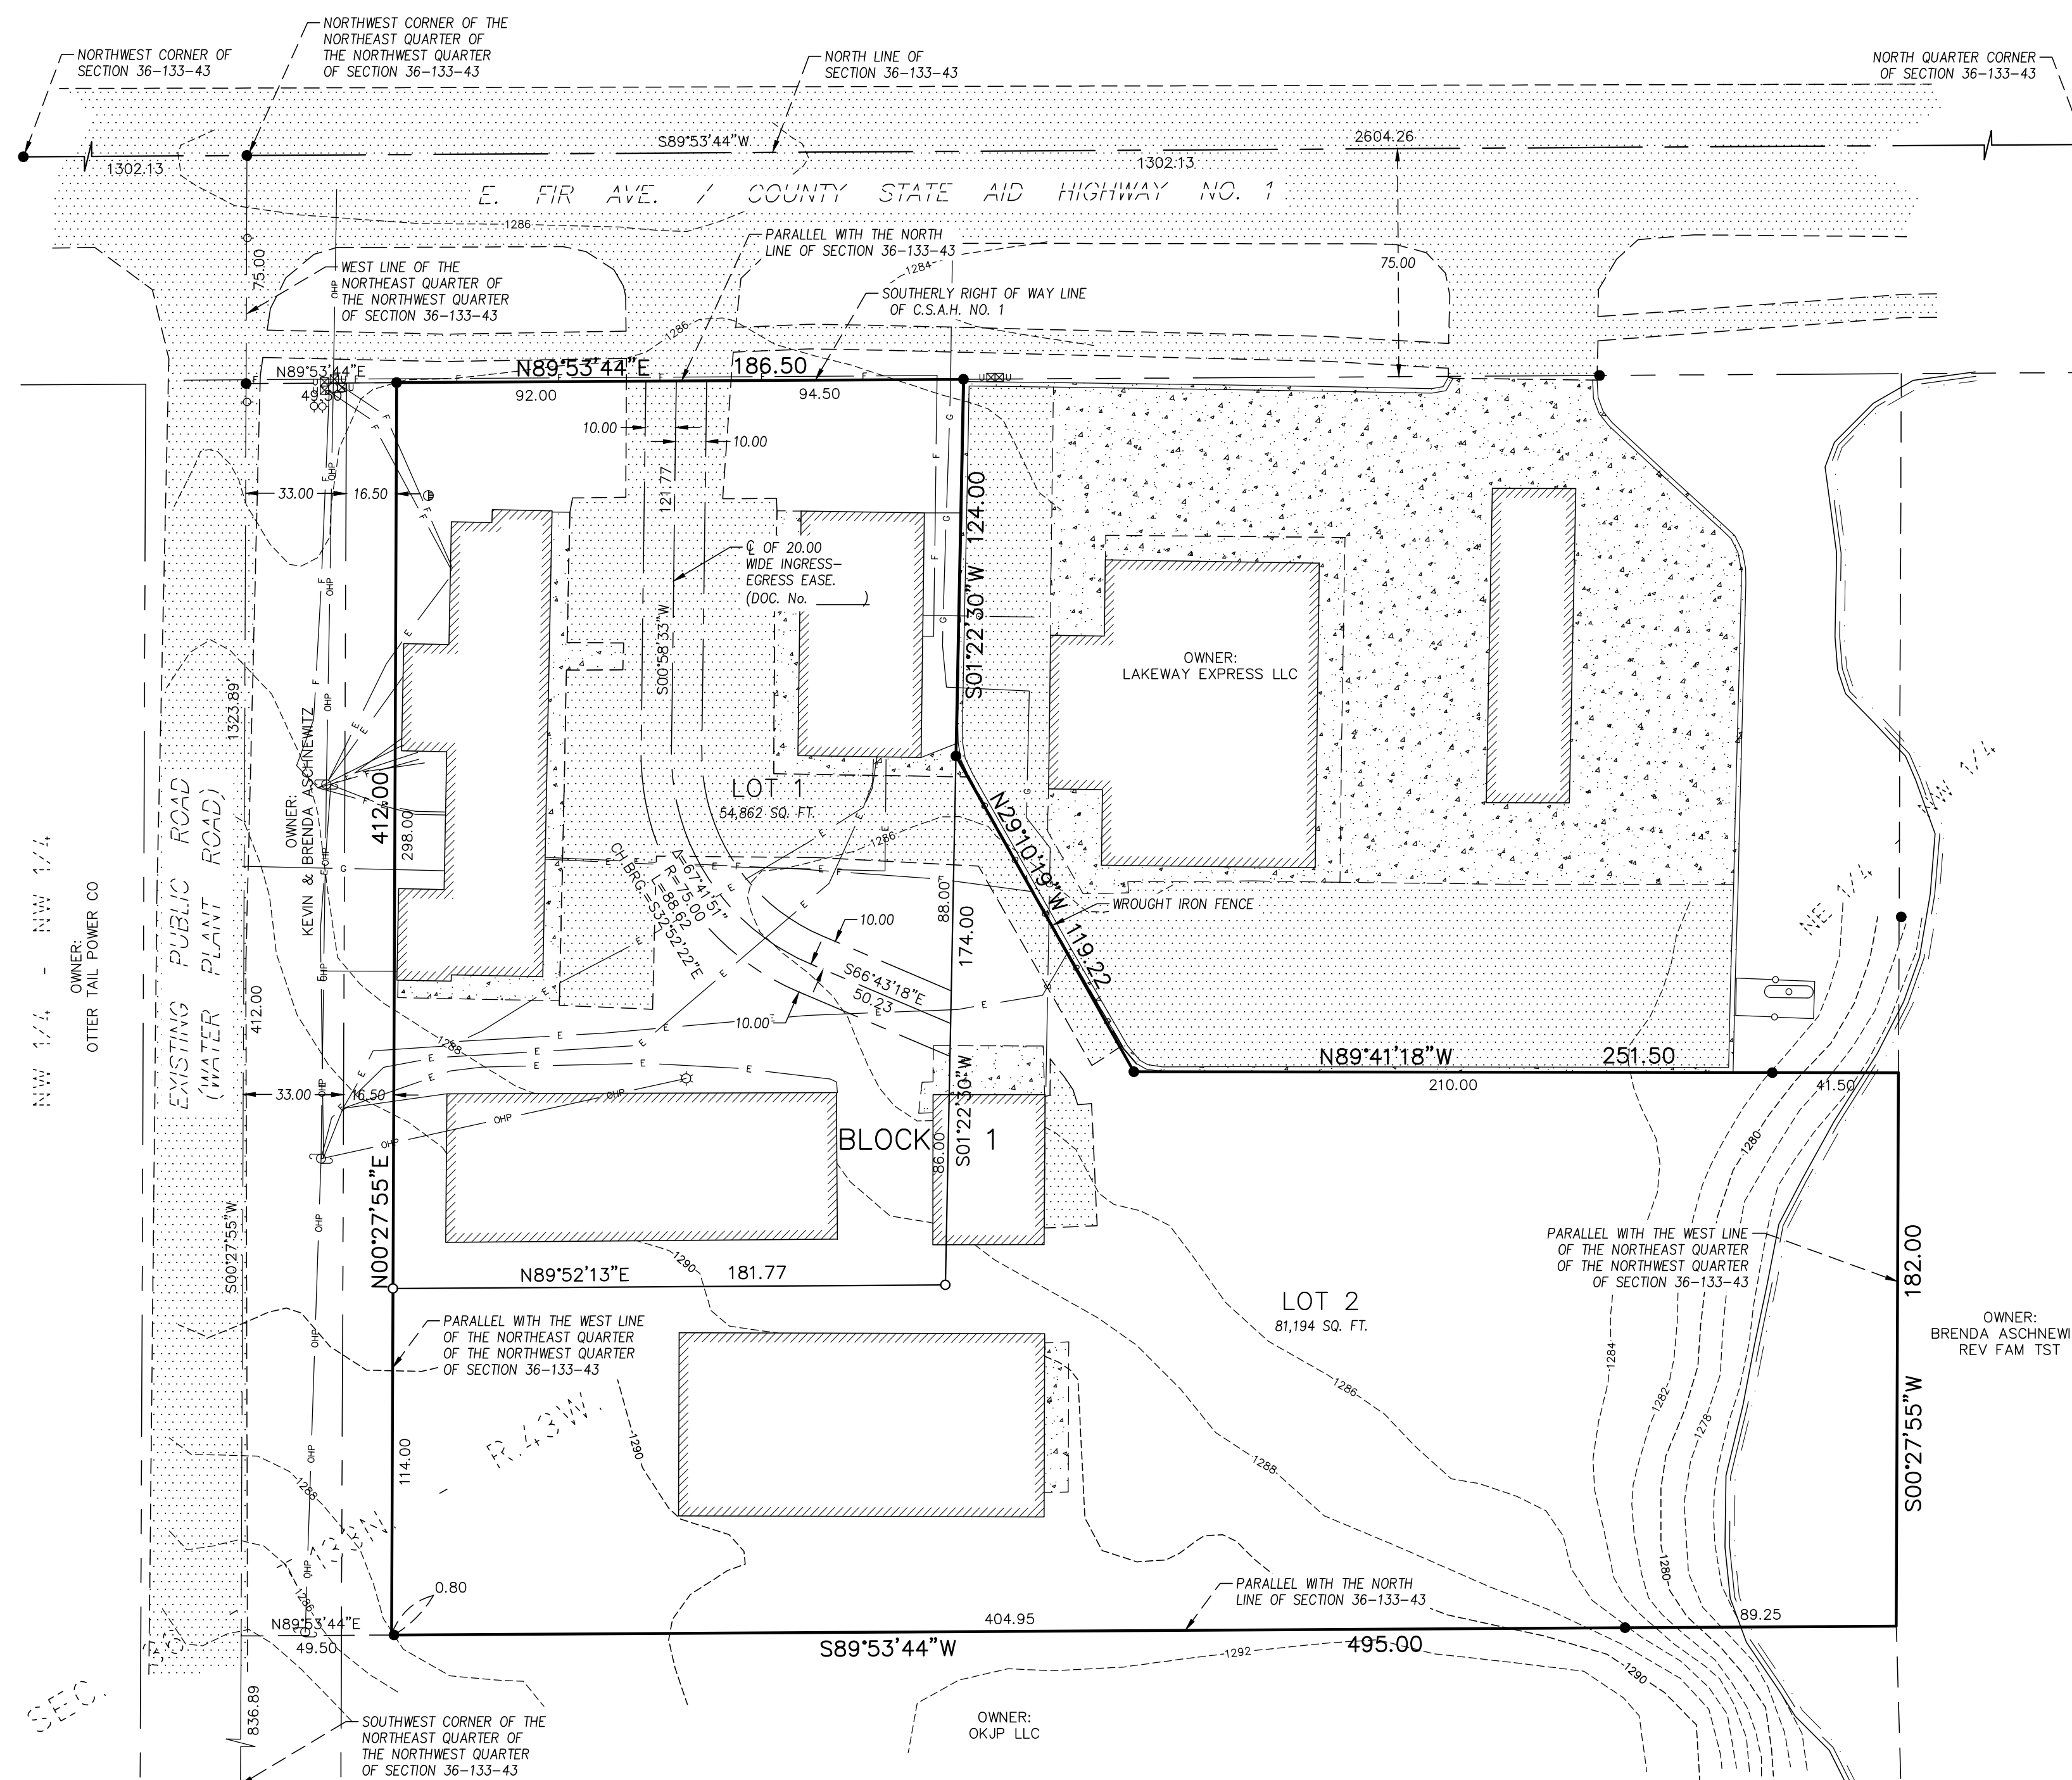 NORTHWEST CORNER OF THE
NORTHEAST QUARTER OF
THE NORTHWEST QUARTER
OF SECTION 36-133-43
NORTHWEST CORNER OF
SECTION 36-133-43
NORTH LINE OF
SECTION 36-133-43
NORTH QUARTER CORNER
OF SECTION 36-133-43
S89°53'44"W
2604.26
1302.13
1302.13
E. FIR AVE. / COUNTY STATE AID HIGHWAY NO. 1
1286
PARALLEL WITH THE NORTH
LINE OF SECTION 36-133-43
75.00
1284
75.00
WEST LINE OF THE
NORTHEAST QUARTER OF
THE NORTHWEST QUARTER
OF SECTION 36-133-43
OHP
SOUTHERLY RIGHT OF WAY LINE
OF C.S.A.H. NO. 1
1286
N89°53'44"E
49.50
N89°53'44"E
186.50
92.00
94.50
10.00
10.00
33.00
16.50
121.77
S00°58'33"W
℄ OF 20.00
WIDE INGRESS-
EGRESS EASE.
(DOC. No. ________)
124.00
S01°22'30"W
OWNER:
LAKEWAY EXPRESS LLC
1323.89'
OWNER:
KEVIN & BRENDA ASCHNEWITZ
412.00
298.00
LOT 1
54,862 SQ. FT.
1286
N29°10'19"W
119.22
WROUGHT IRON FENCE
Δ=67°41'51"
R=75.00
L=88.62
CH.BRG.=S32°52'22"E
88.00
174.00
10.00
S66°43'18"E
50.23
10.00
NW 1/4 - NW 1/4
OWNER:
OTTER TAIL POWER CO
EXISTING PUBLIC ROAD
(WATER PLANT ROAD)
412.00
NE 1/4 - NW 1/4
1288
33.00
16.50
OHP
OHP
N89°41'18"W
251.50
210.00
41.50
1280
BLOCK 1
86.00
S01°22'30"W
N00°27'55"E
S00°27'55"W
1290
N89°52'13"E
181.77
PARALLEL WITH THE WEST LINE
OF THE NORTHEAST QUARTER
OF THE NORTHWEST QUARTER
OF SECTION 36-133-43
182.00
LOT 2
81,194 SQ. FT.
PARALLEL WITH THE WEST LINE
OF THE NORTHEAST QUARTER
OF THE NORTHWEST QUARTER
OF SECTION 36-133-43
OWNER:
BRENDA ASCHNEWI
REV FAM TST
1284
1286
1282
1278
S00°27'55"W
R.43W.
1290
114.00
1288
1288
1280
1286
0.80
PARALLEL WITH THE NORTH
LINE OF SECTION 36-133-43
N89°53'44"E
49.50
404.95
89.25
S89°53'44"W
495.00
1292
1290
SEC.
836.89
SOUTHWEST CORNER OF THE
NORTHEAST QUARTER OF
THE NORTHWEST QUARTER
OF SECTION 36-133-43
OWNER:
OKJP LLC